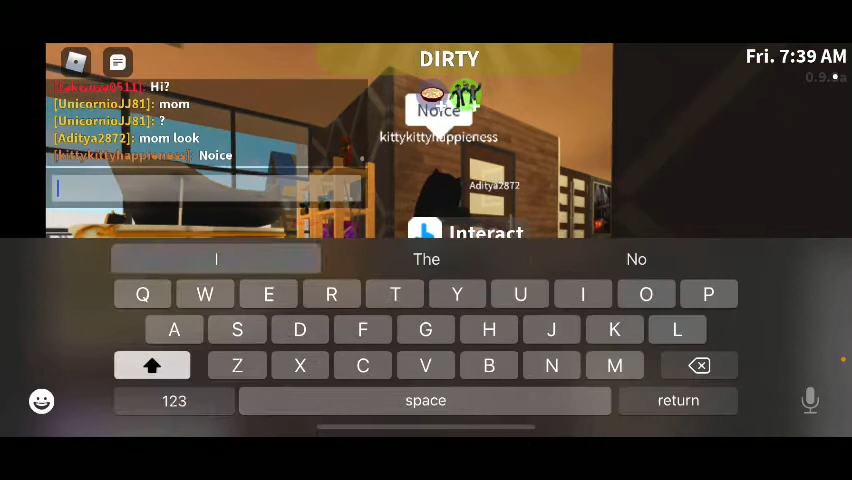 DIRTY
Fri. 7:39 AM
Hi?
[UnicornioJJ81]: mom
[UnicornioJJ81]: ?
[Aditya2872]: mom look
[kittykittyhappieness]: Noice
Noice
kittykittyhappieness
Aditya2872
Interact
I The No
Q W E R T Y U I O P
A S D F G H J K L
Z X C V B N M
123 space return